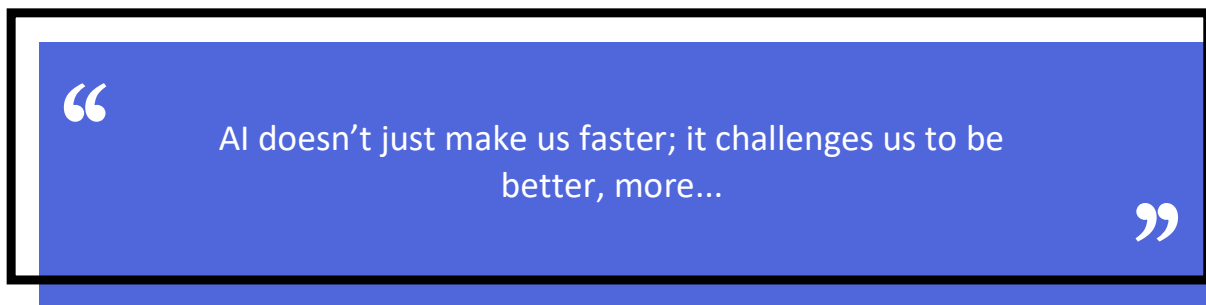 “
AI doesn’t just make us faster; it challenges us to be
better, more...
”